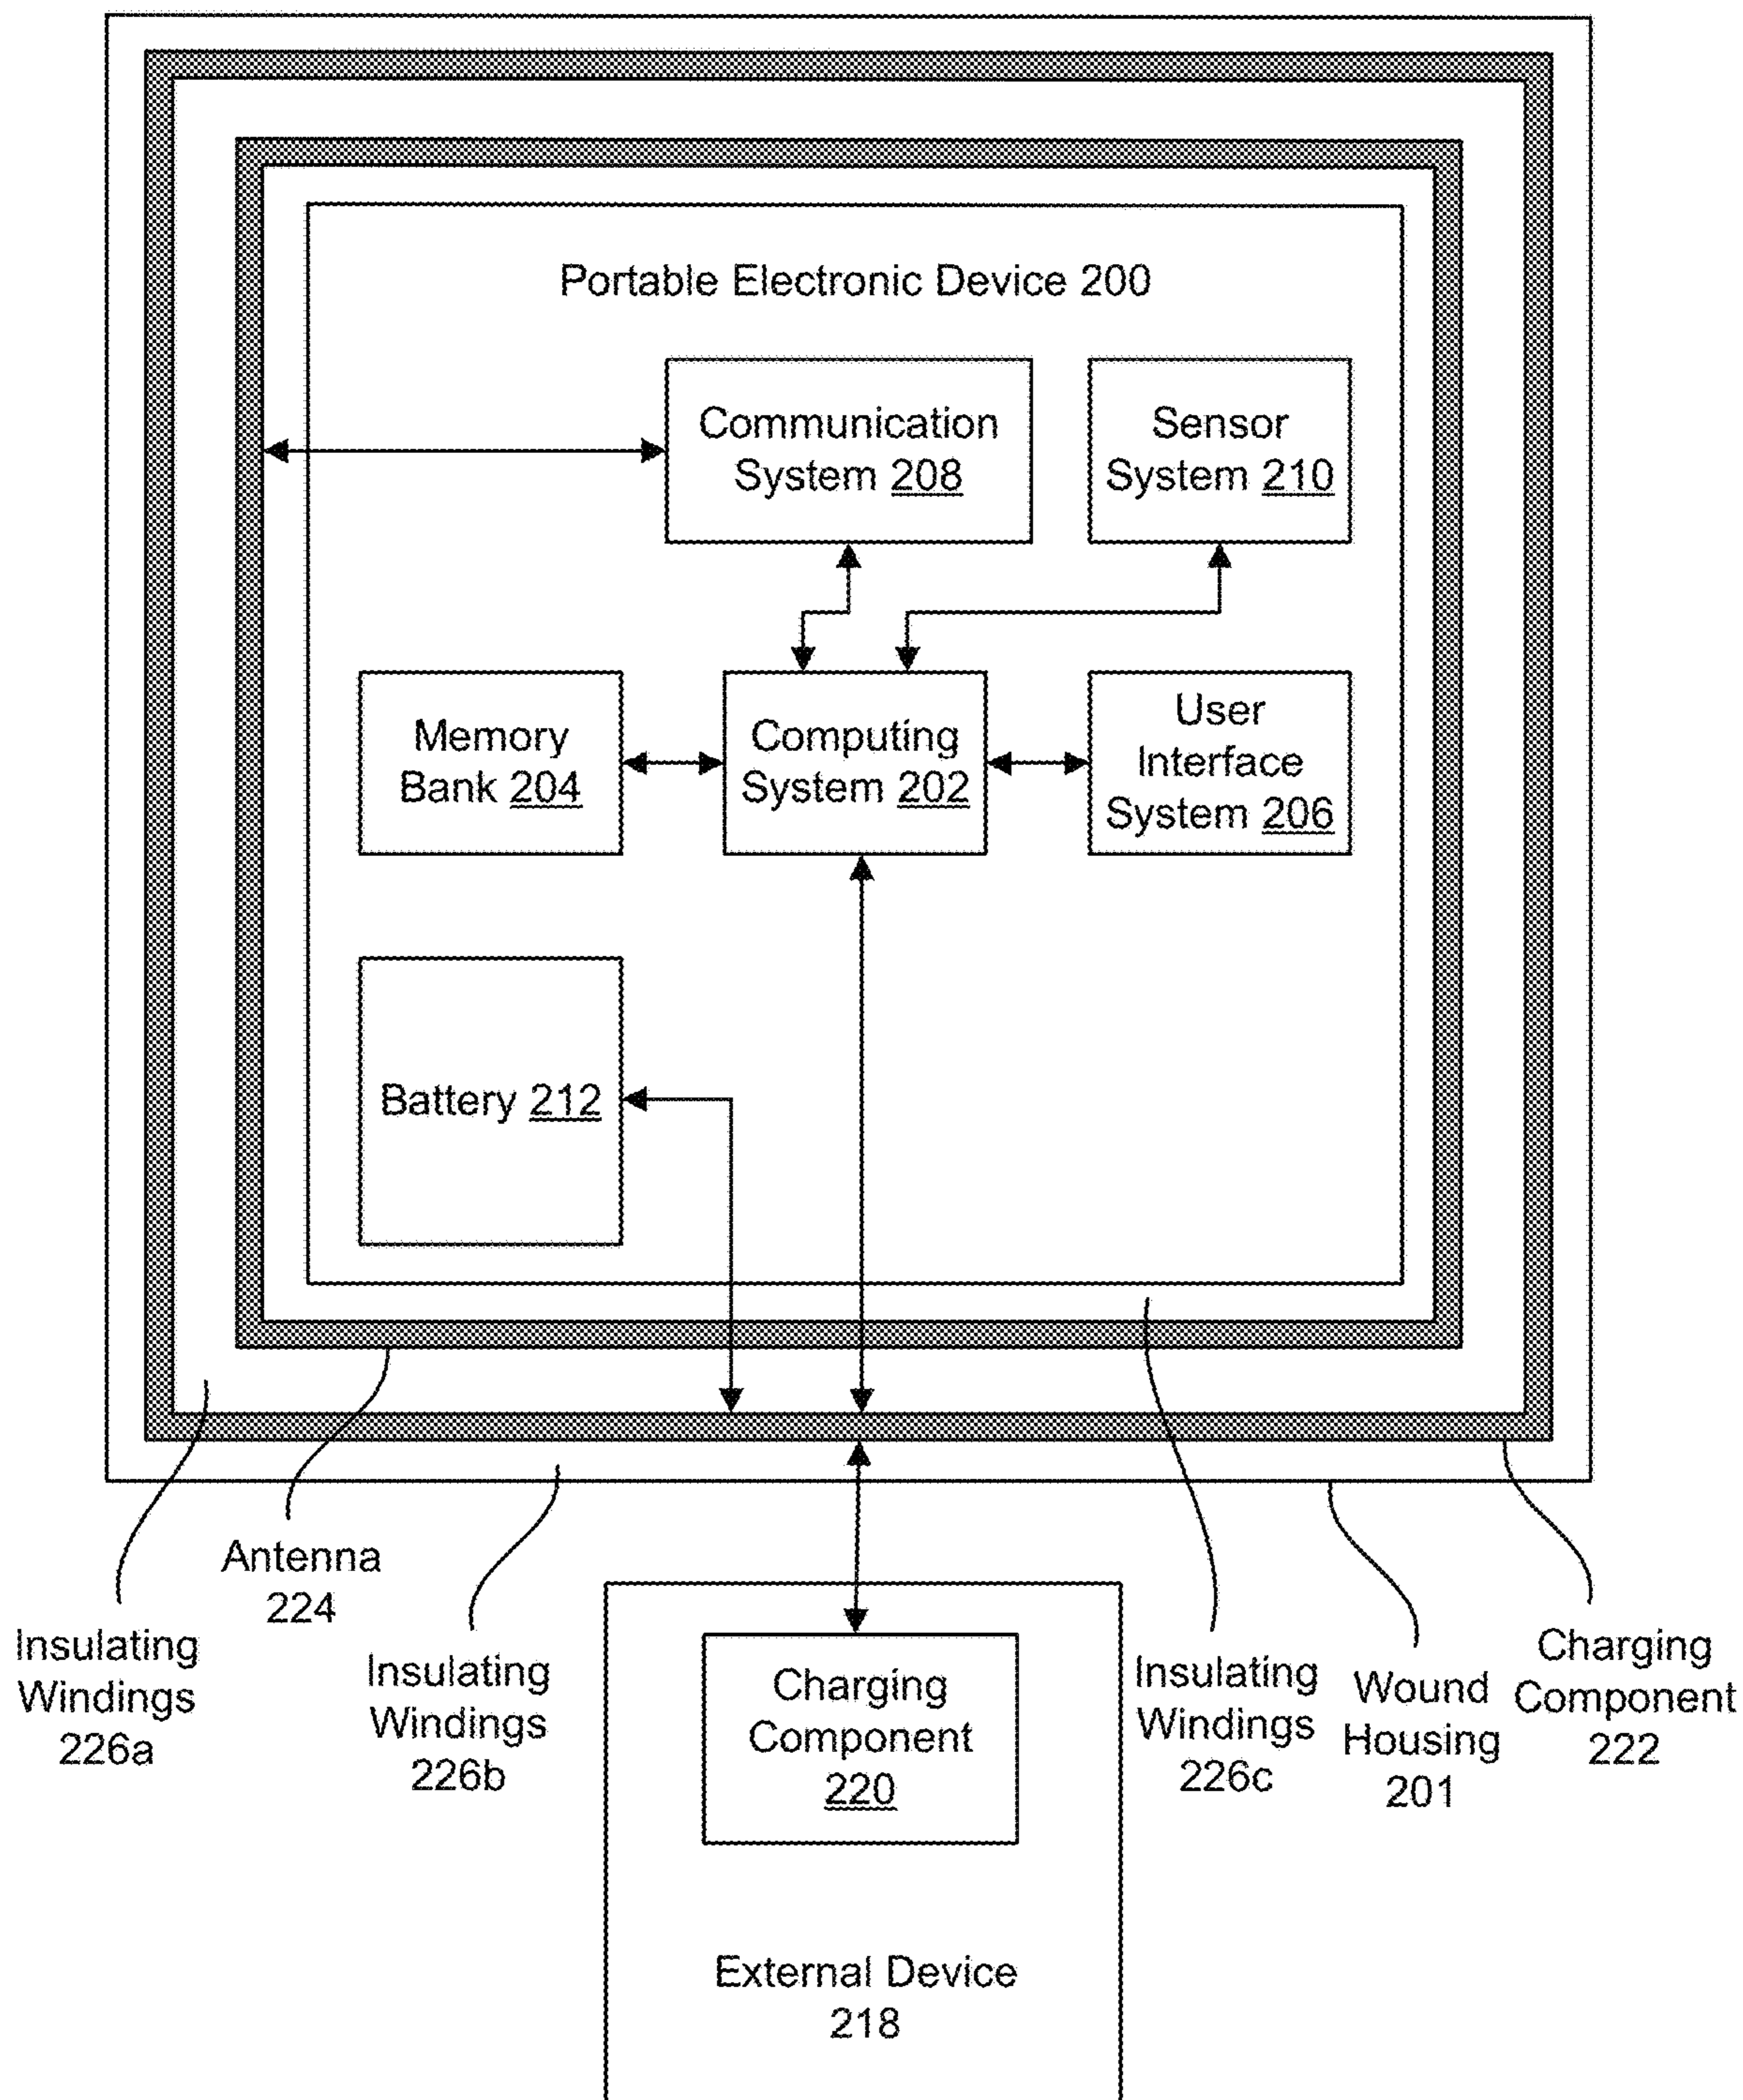 Portable Electronic Device 200
Communication
System 208
Sensor
System 210
Memory
Bank 204
Computing
System 202
User
Interface
System 206
Battery 212
Antenna
224
Insulating
Windings
226a
Insulating
Windings
226b
Insulating
Windings
226c
Wound
Housing
201
Charging
Component
222
Charging
Component
220
External Device
218